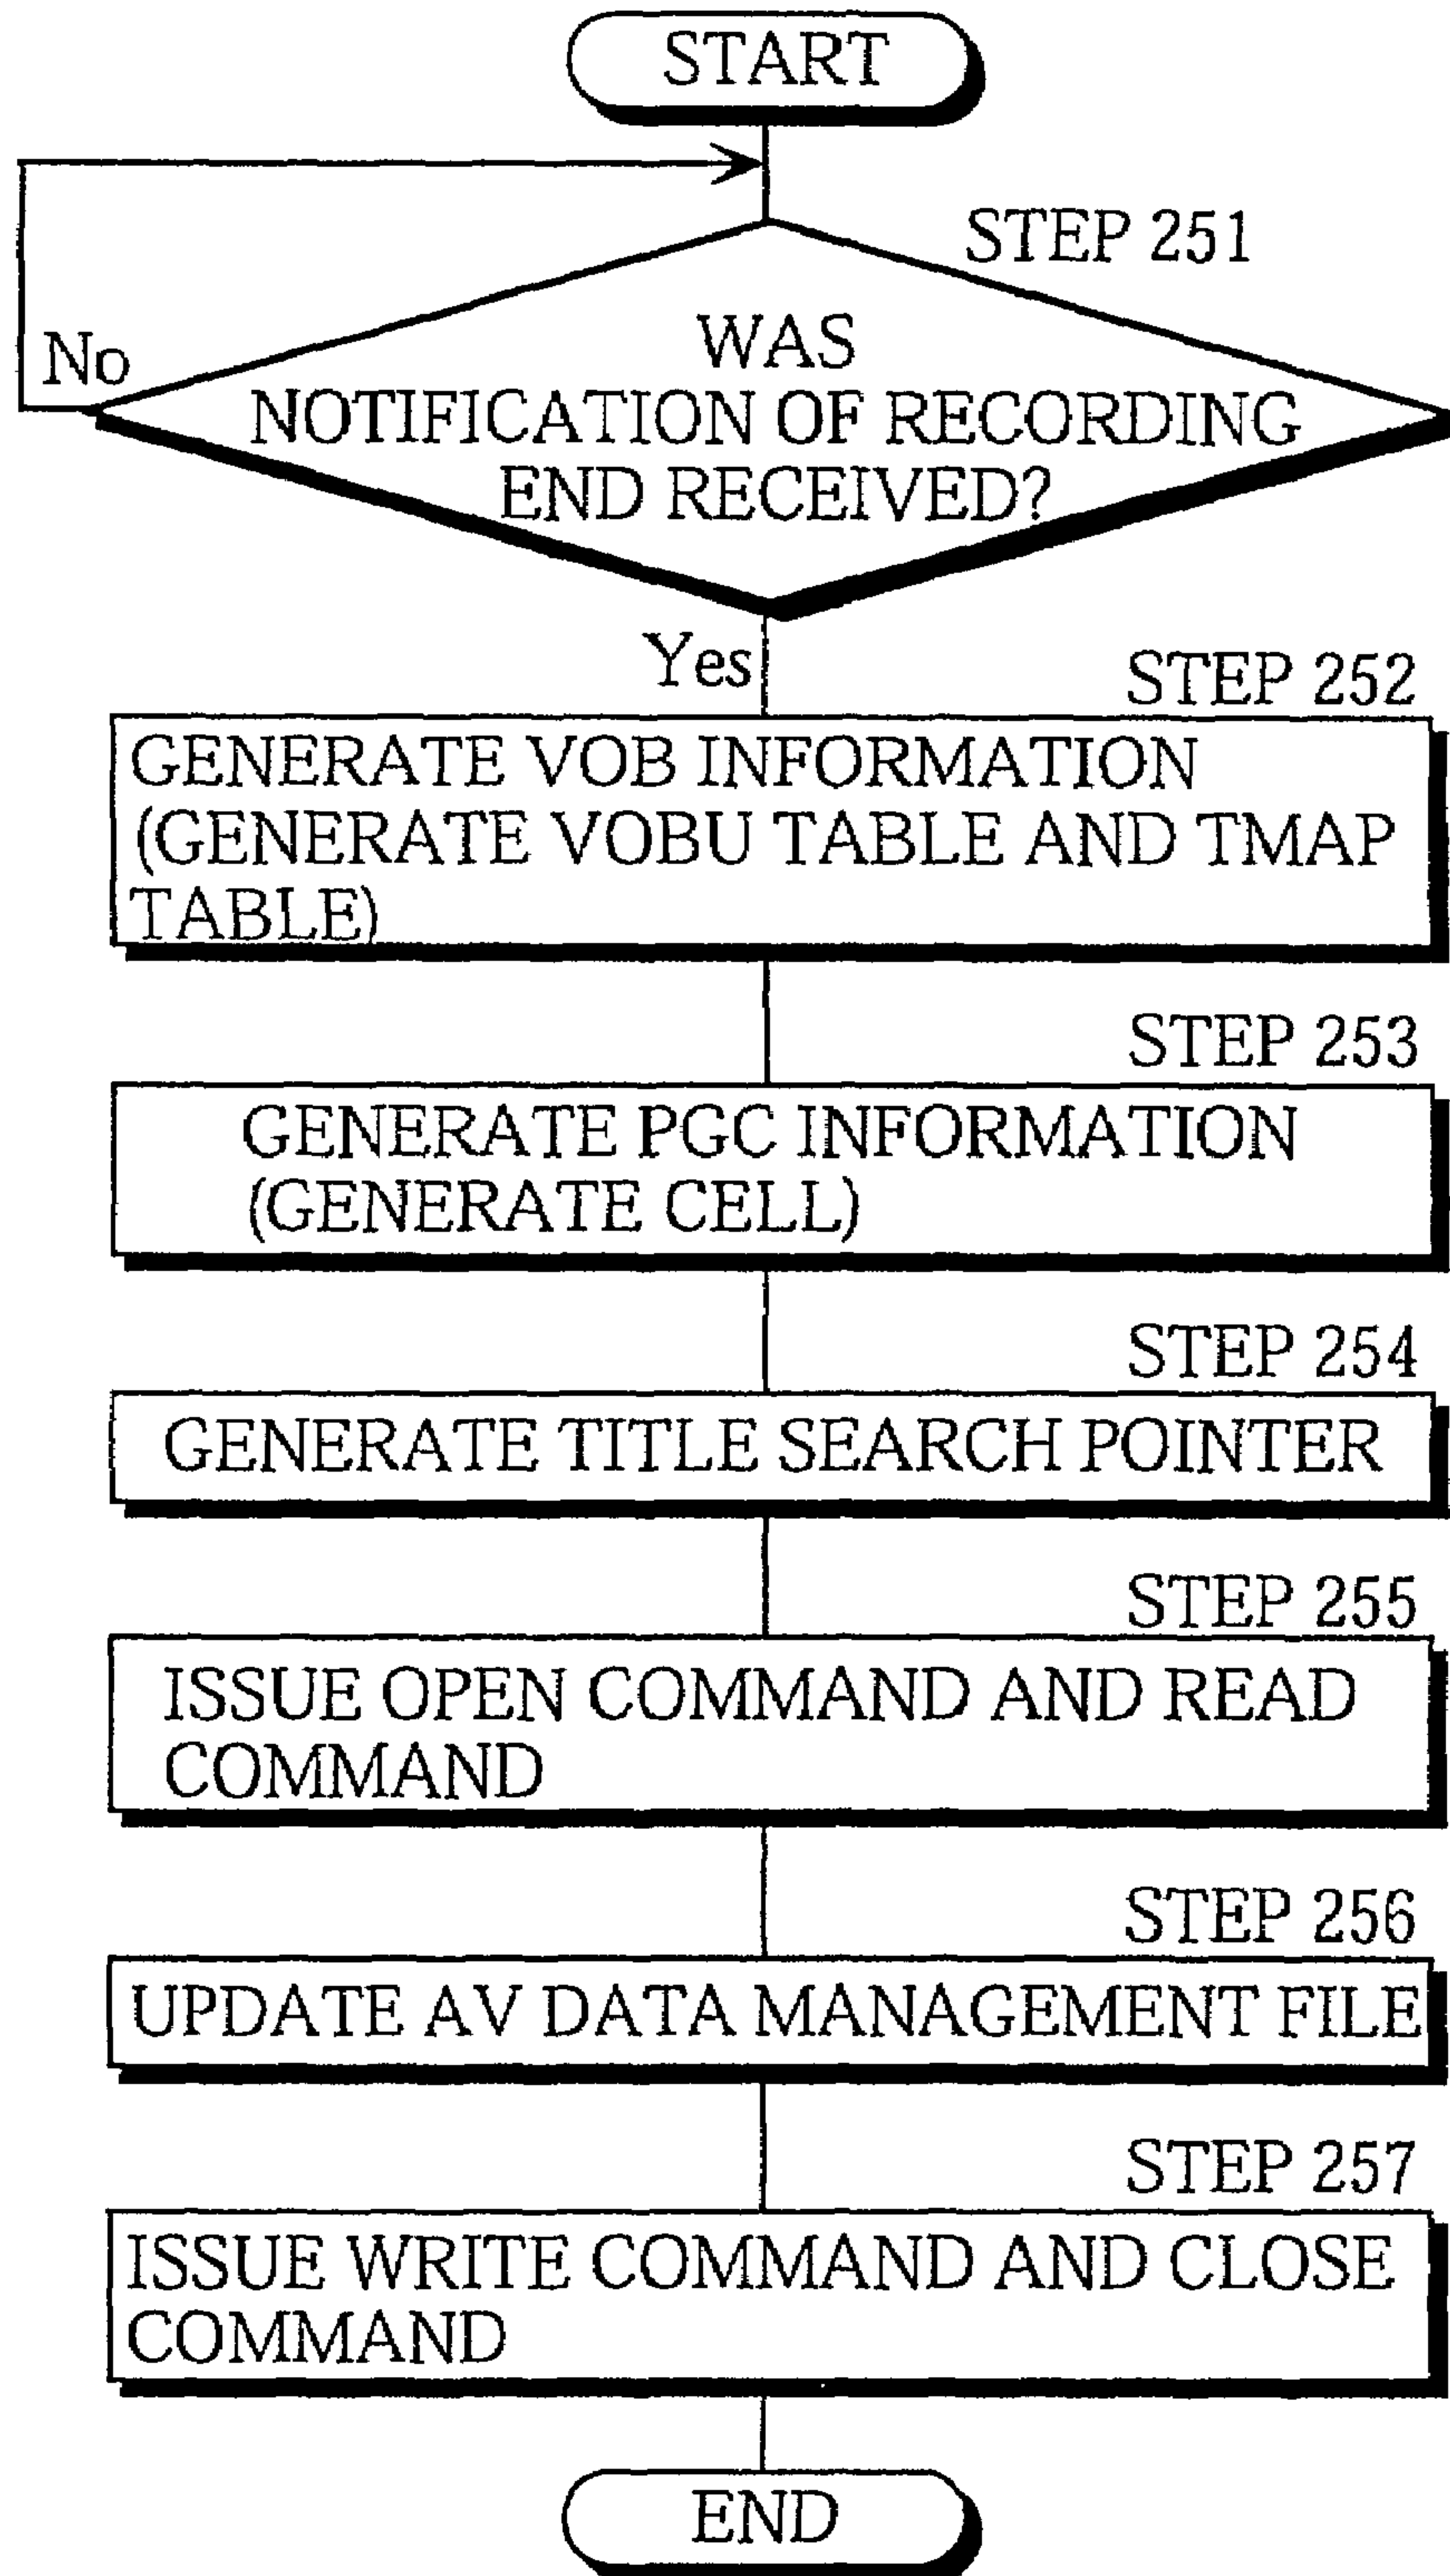 START
STEP 251
No
WAS
NOTIFICATION OF RECORDING
END RECEIVED?
Yes
STEP 252
GENERATE VOB INFORMATION
(GENERATE VOBU TABLE AND TMAP
TABLE)
STEP 253
GENERATE PGC INFORMATION
(GENERATE CELL)
STEP 254
GENERATE TITLE SEARCH POINTER
STEP 255
ISSUE OPEN COMMAND AND READ
COMMAND
STEP 256
UPDATE AV DATA MANAGEMENT FILE
STEP 257
ISSUE WRITE COMMAND AND CLOSE
COMMAND
END